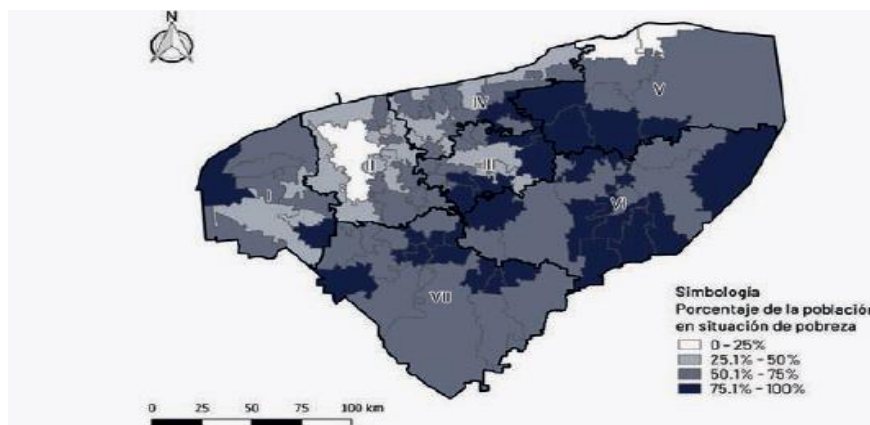 N
IV
V
II
III
I
VI
VII
Simbología
Porcentaje de la población
en situación de pobreza
0 - 25%
25.1% - 50%
50.1% - 75%
75.1% - 100%
0 25 50 75 100 km